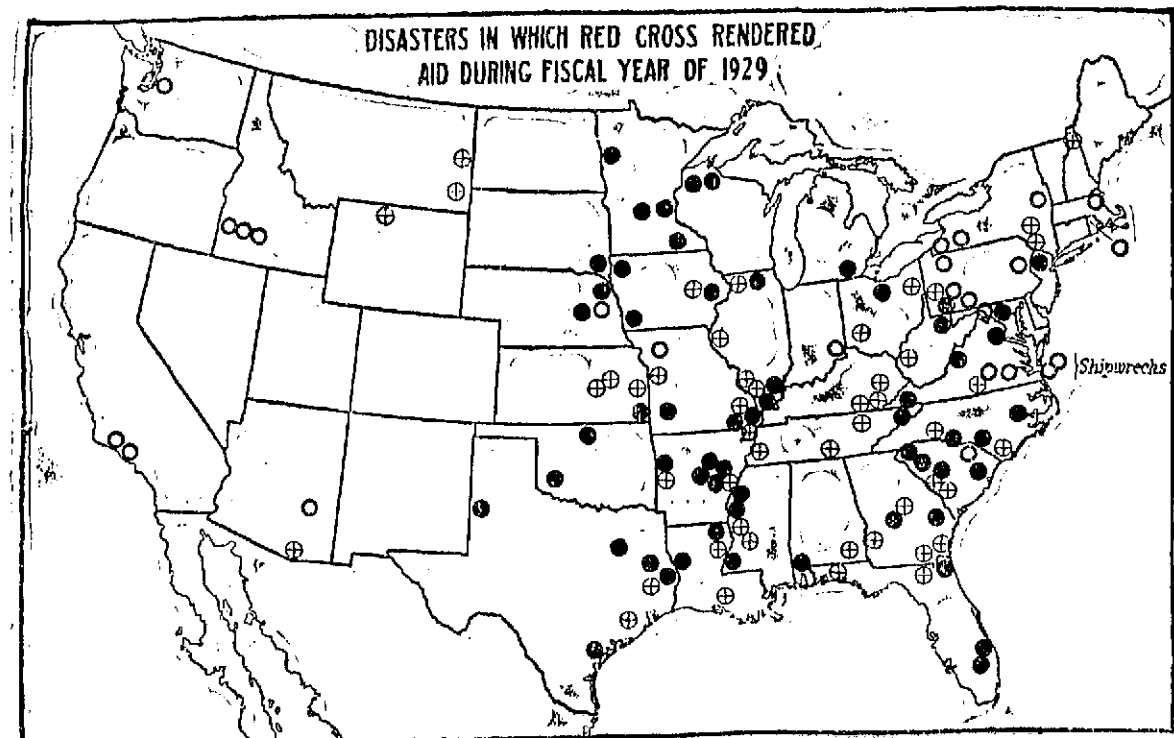 DISASTERS IN WHICH RED CROSS RENDERED
AID DURING FISCAL YEAR OF 1929
Shipwrecks